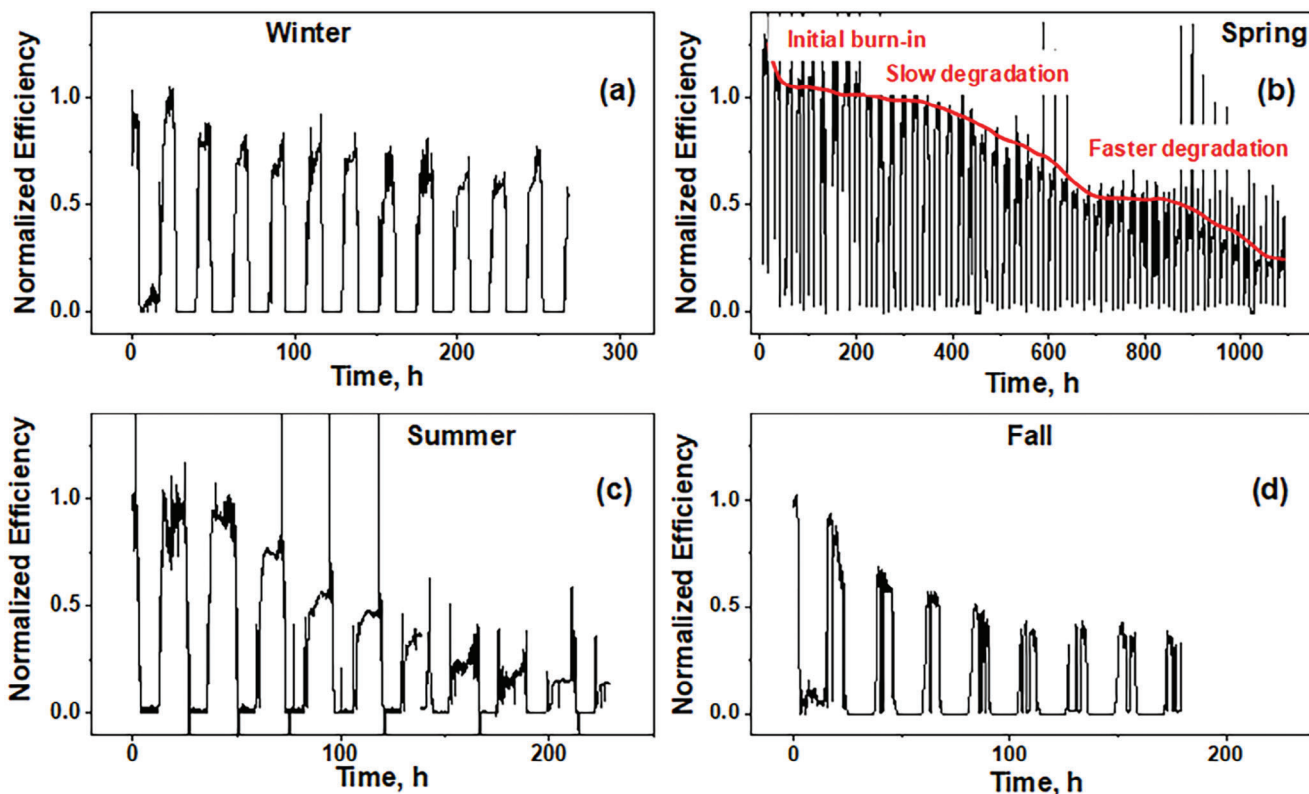 Winter
(a)
Normalized Efficiency
1.0
0.5
0.0
0
100
200
300
Time, h
Initial burn-in
Spring
Slow degradation
(b)
Faster degradation
Normalized Efficiency
1.0
0.5
0.0
0
200
400
600
800
1000
Time, h
Summer
(c)
Normalized Efficiency
1.0
0.5
0.0
0
100
200
Time, h
Fall
(d)
Normalized Efficiency
1.0
0.5
0.0
0
100
200
Time, h